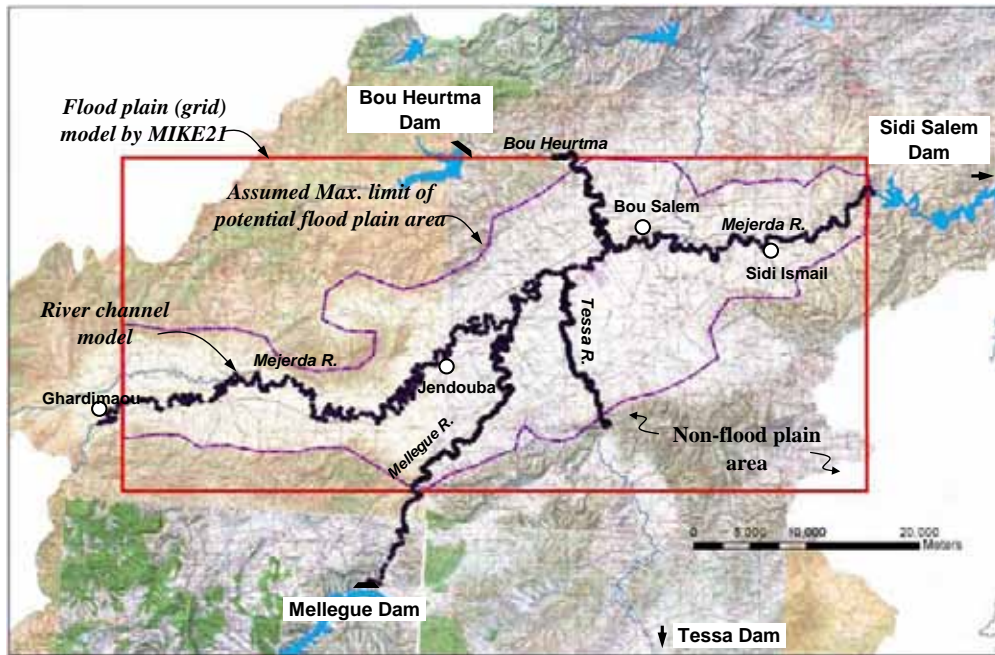 Flood plain (grid)
model by MIKE21
Bou Heurtma
Dam
Bou Heurtma
Sidi Salem
Dam
Assumed Max. limit of
potential flood plain area
Bou Salem
Mejerda R.
Sidi Ismail
River channel
model
Mejerda R.
Tessa R.
Jendouba
Ghardimaou
Mellegue R.
Non-flood plain
area
0 5,000 10,000 20,000
Meters
Mellegue Dam
Tessa Dam